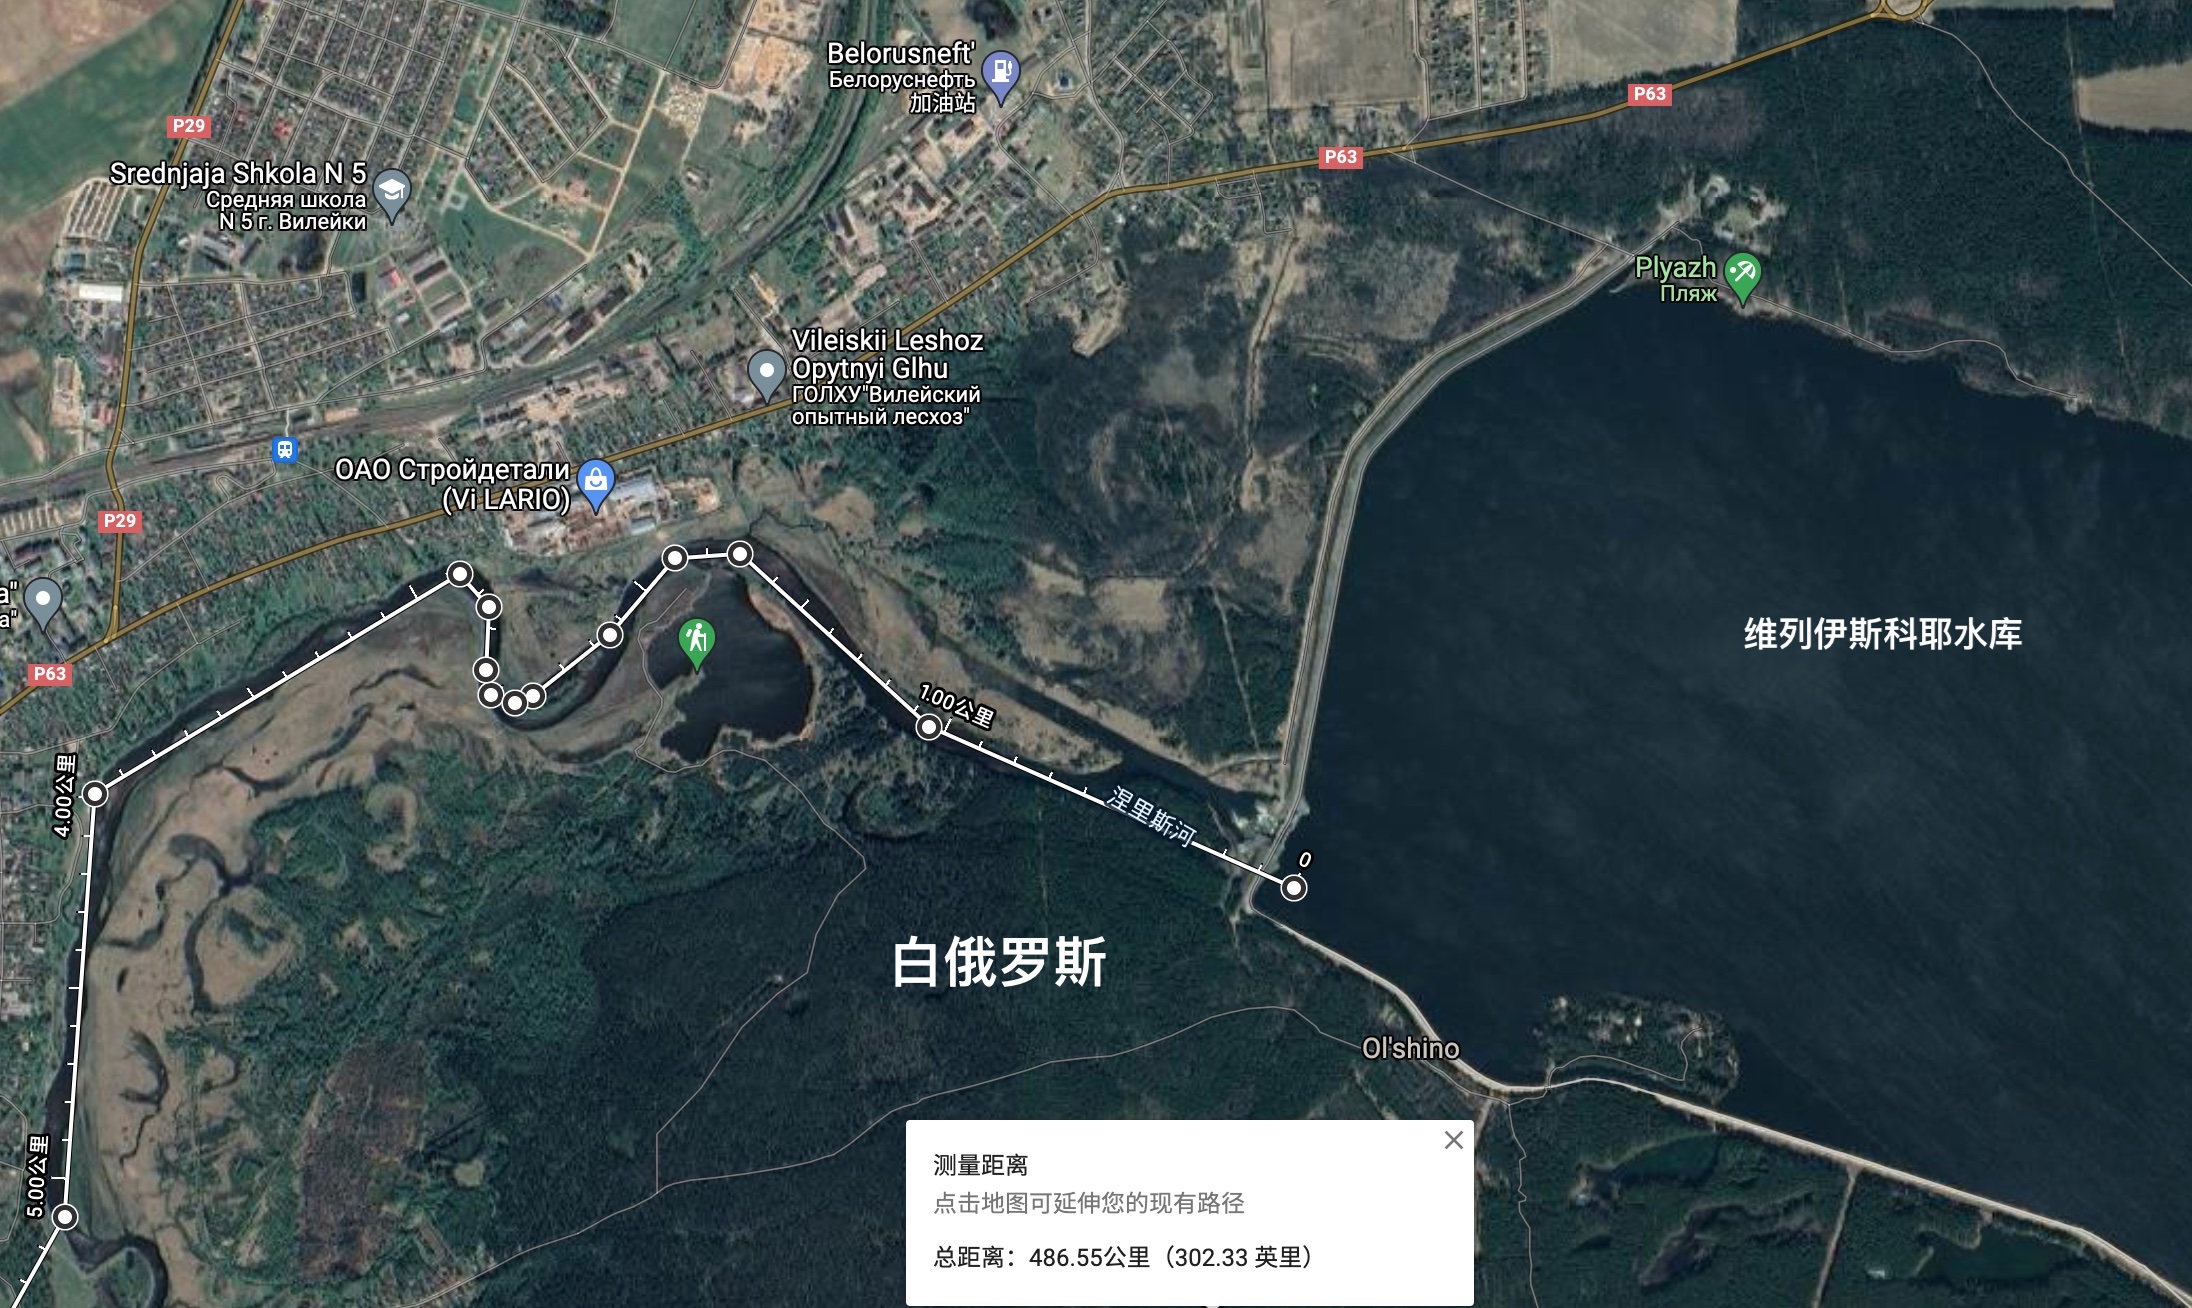 Belorusneft'
Белоруснефть
加油站
P63
P29
P63
Srednjaja Shkola N 5
Средняя школа
N 5 г. Вилейки
Plyazh
Пляж
Vileiskii Leshoz
Opytnyi Glhu
ГОЛХУ"Вилейский
опытный лесхоз"
ОАО Стройдетали
(Vi LARIO)
P29
а"
а"
维列伊斯科耶水库
P63
1.00公里
4.00公里
涅里斯河
0
白俄罗斯
Ol'shino
5.00公里
测量距离
点击地图可延伸您的现有路径
总距离：486.55公里（302.33 英里）